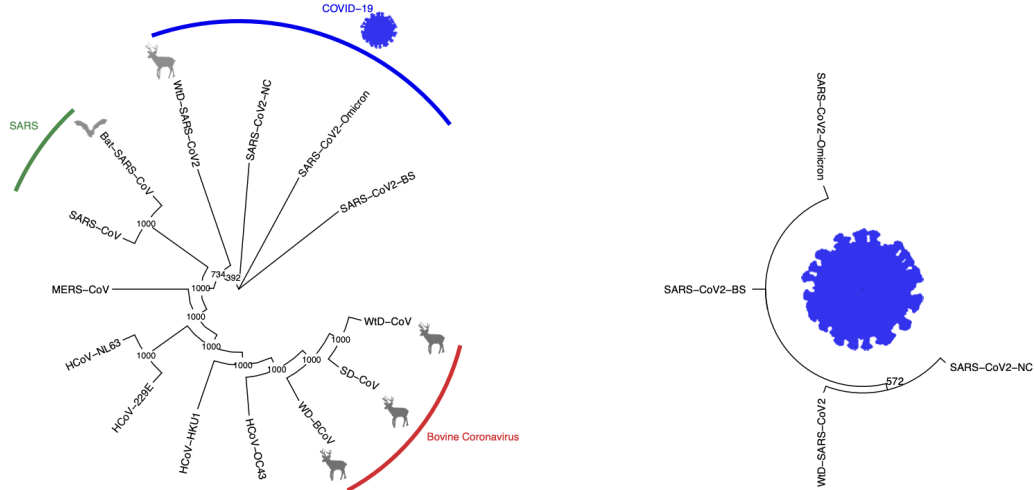 COVID-19
SARS
WtD-SARS-CoV2
SARS-CoV2-NC
SARS-CoV2-Omicron
SARS-CoV2-BS
Bat-SARS-CoV
SARS-CoV
1000
734
392
1000
MERS-CoV
1000
HCoV-NL63
1000
HCoV-229E
1000
1000
1000
1000
1000
WtD-CoV
SD-CoV
WD-BCoV
HCoV-OC43
HCoV-HKU1
Bovine Coronavirus
SARS-CoV2-Omicron
SARS-CoV2-BS
SARS-CoV2-NC
572
WtD-SARS-CoV2